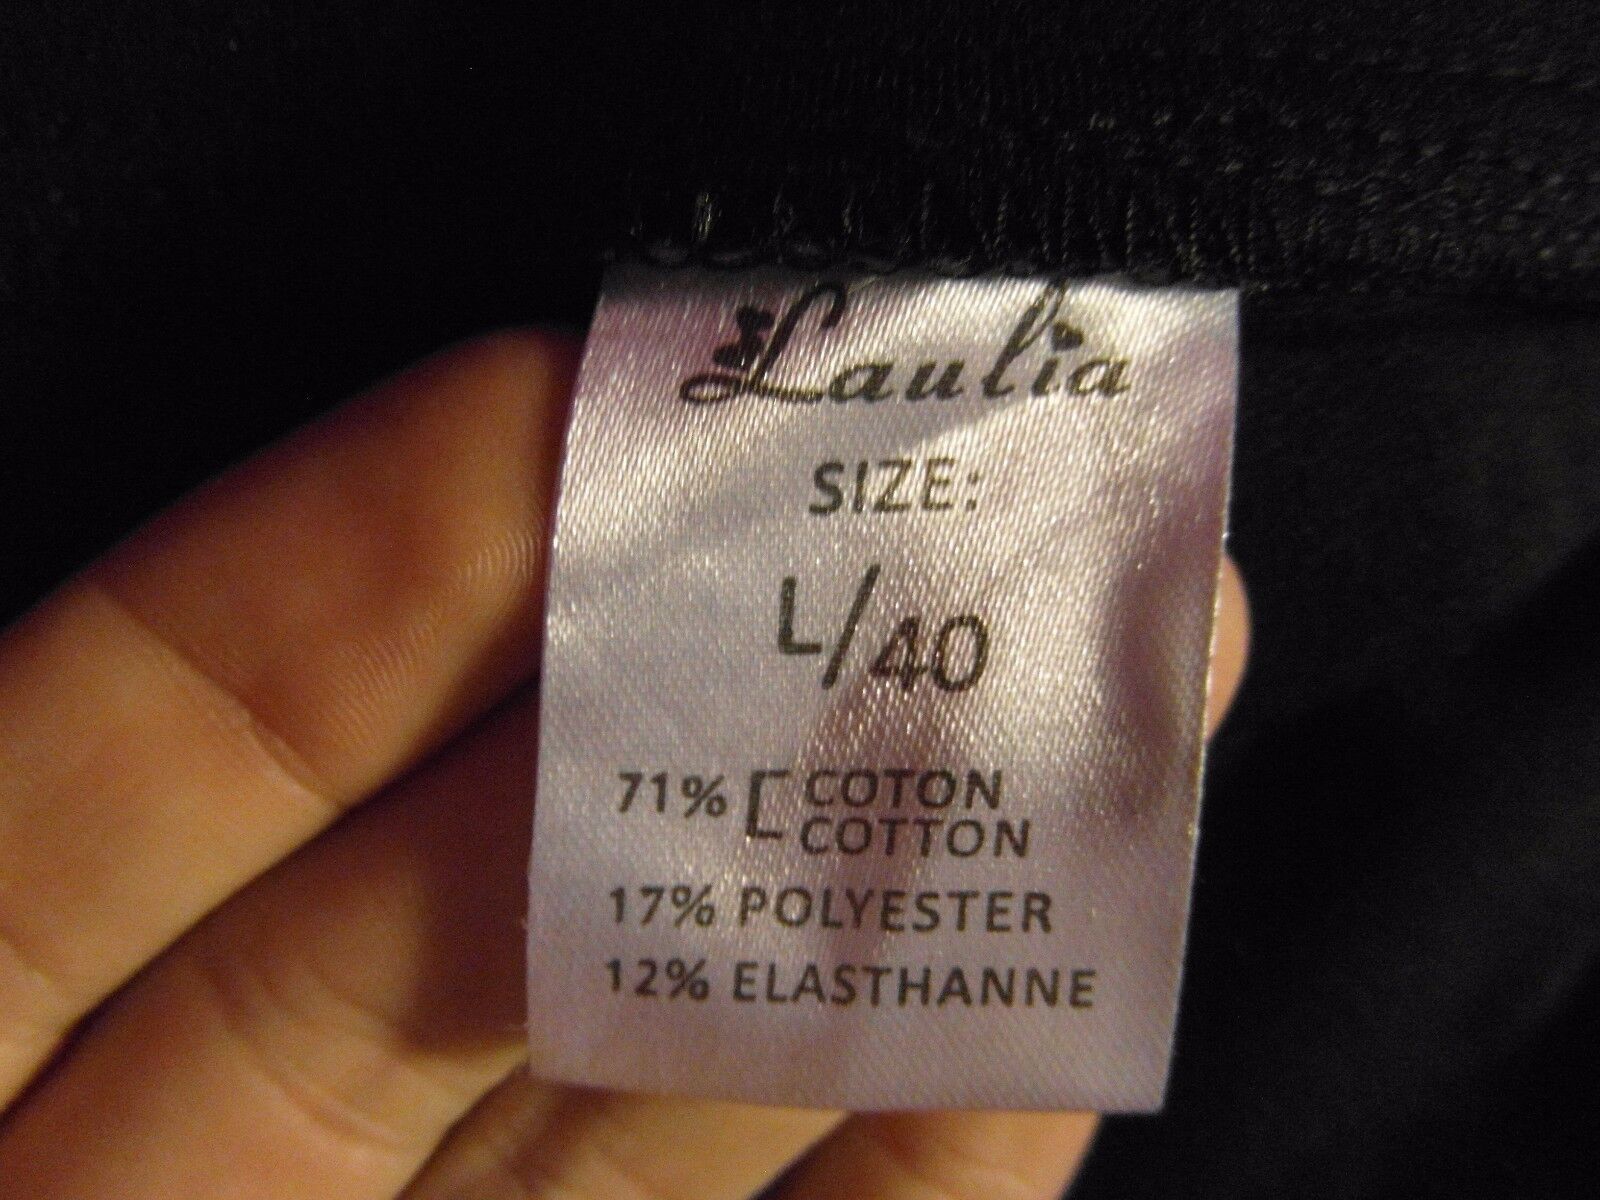 Laulia
SIZE:
L/40
71% [ COTON
COTTON
17% POLYESTER
12% ELASTHANNE